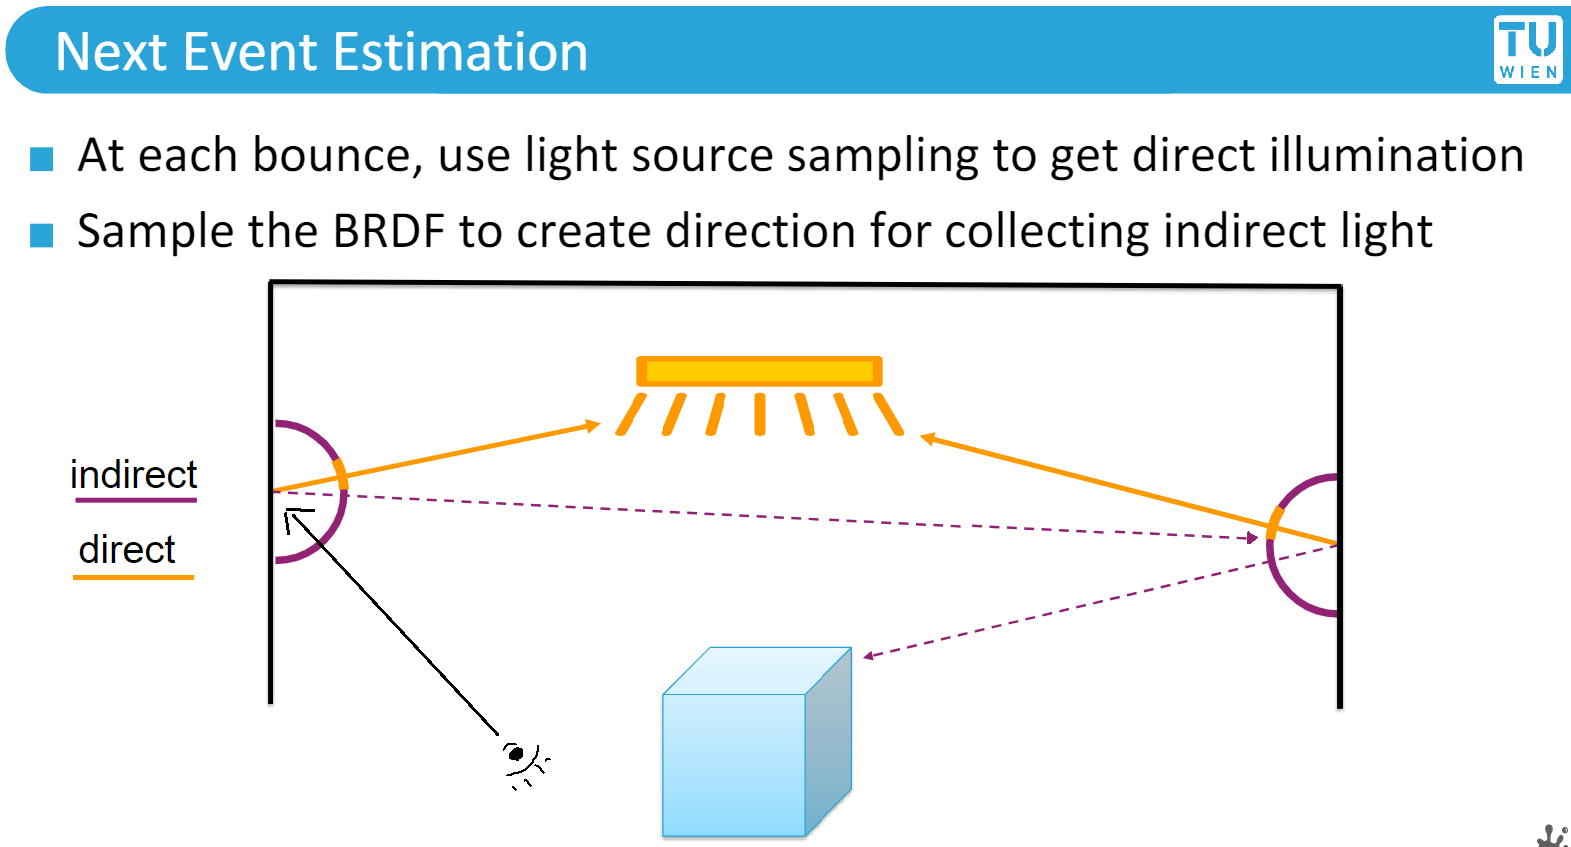 Next Event Estimation
TU
WIEN
At each bounce, use light source sampling to get direct illumination
Sample the BRDF to create direction for collecting indirect light
indirect
direct